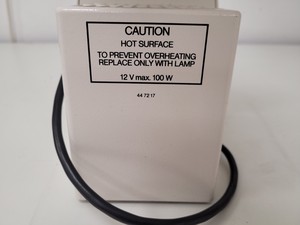 CAUTION
HOT SURFACE
TO PREVENT OVERHEATING
REPLACE ONLY WITH LAMP
12 V max. 100 W
44 72 17